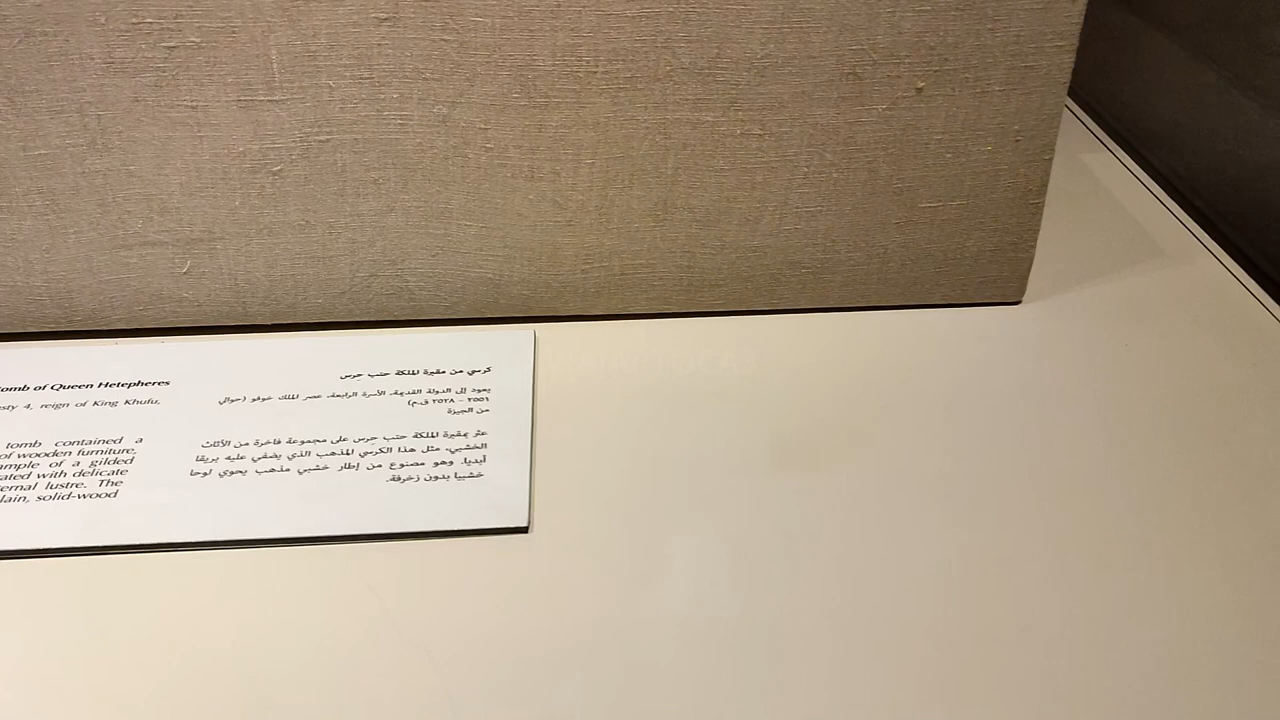 omb of Queen Hetepheres
sty 4, reign of King Khufu,
tomb contained a
of wooden furniture,
ample of a gilded
ated with delicate
ernal lustre. The
lain, solid-wood
كرسي من مقبرة الملكة حتب حرس
يعود إلى الدولة القديمة، الأسرة الرابعة، عصر الملك خوفو (حوالي
٢٥٥١ - ٢٥٢٨ ق.م)
من الجيزة
عثر بمقبرة الملكة حتب حرس على مجموعة فاخرة من الأثاث
الخشبي، مثل هذا الكرسي المذهب الذي يضفي عليه بريقا
أبديا. وهو مصنوع من إطار خشبي مذهب يحوي لوحا
خشبيا بدون زخرفة.